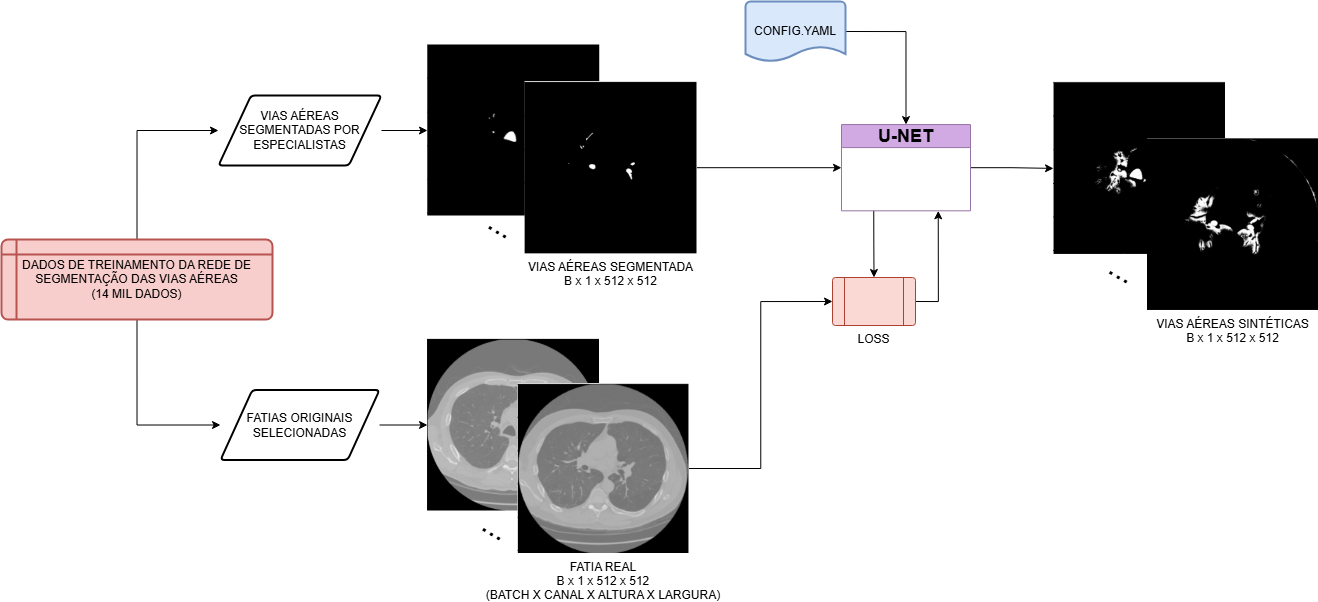 CONFIG.YAML
VIAS AÉREAS
SEGMENTADAS POR
ESPECIALISTAS
U-NET
DADOS DE TREINAMENTO DA REDE DE
SEGMENTAÇÃO DAS VIAS AÉREAS
(14 MIL DADOS)
VIAS AÉREAS SEGMENTADA
B x 1 x 512 x 512
LOSS
VIAS AÉREAS SINTÉTICAS
B x 1 x 512 x 512
FATIAS ORIGINAIS
SELECIONADAS
FATIA REAL
B x 1 x 512 x 512
(BATCH X CANAL X ALTURA X LARGURA)